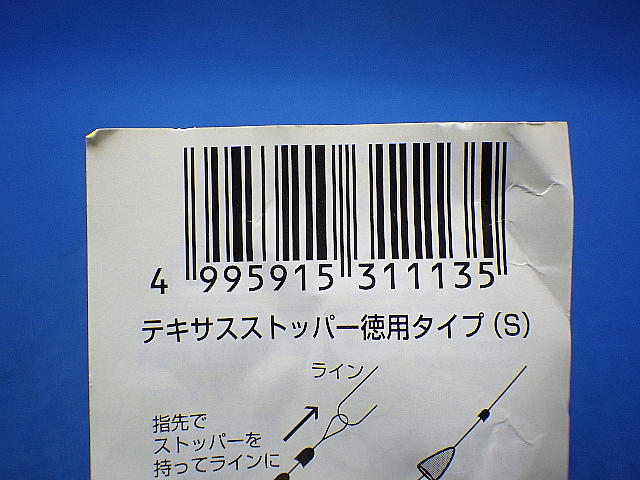 4 995915 311135
テキサスストッパー徳用タイプ(S)
ライン
指先で
ストッパーを
持ってラインに